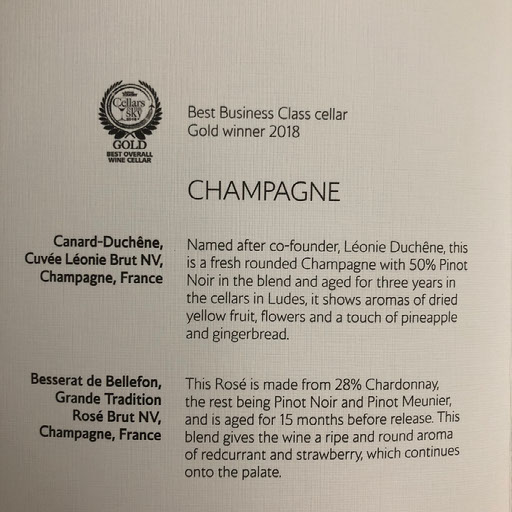 Cellars
in the
SKY
GOLD
BEST OVERALL
WINE CELLAR
Best Business Class cellar
Gold winner 2018
CHAMPAGNE
Canard-Duchêne,
Cuvée Léonie Brut NV,
Champagne, France
Named after co-founder, Léonie Duchêne, this
is a fresh rounded Champagne with 50% Pinot
Noir in the blend and aged for three years in
the cellars in Ludes, it shows aromas of dried
yellow fruit, flowers and a touch of pineapple
and gingerbread.
Besserat de Bellefon,
Grande Tradition
Rosé Brut NV,
Champagne, France
This Rosé is made from 28% Chardonnay,
the rest being Pinot Noir and Pinot Meunier,
and is aged for 15 months before release. This
blend gives the wine a ripe and round aroma
of redcurrant and strawberry, which continues
onto the palate.